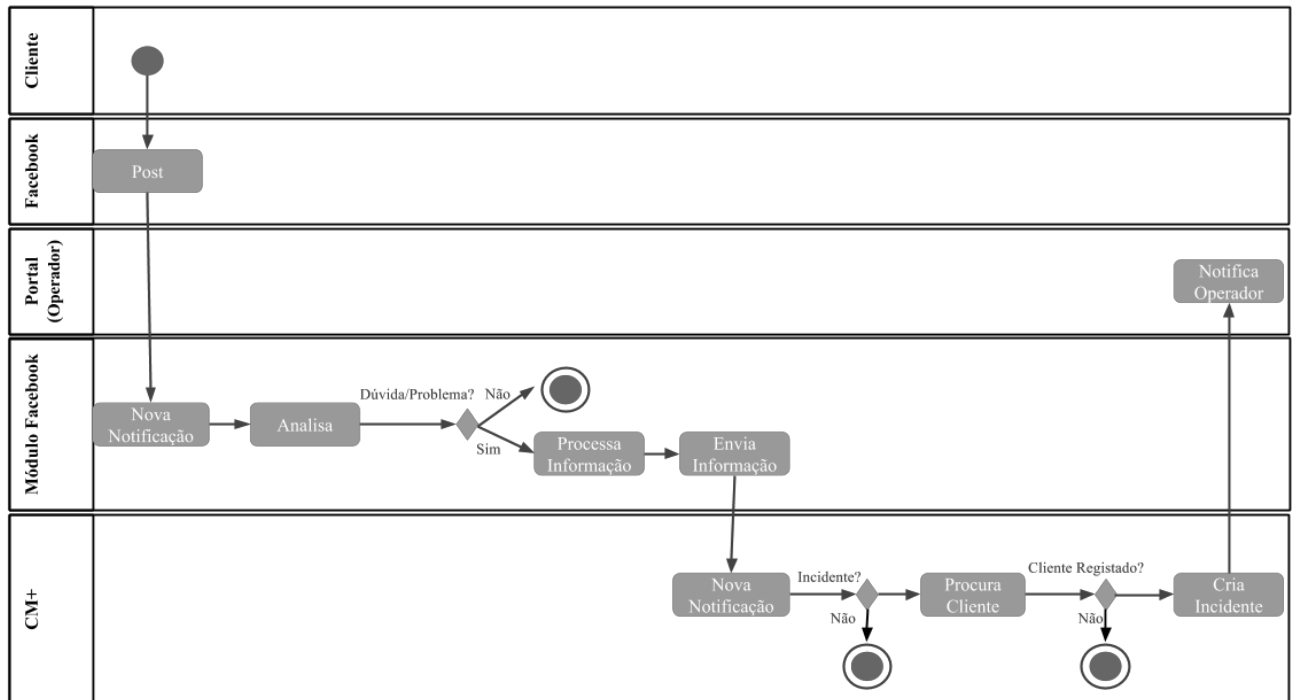 Cliente
Facebook
Post
Portal
(Operador)
Notifica
Operador
Módulo Facebook
Nova
Notificação
Analisa
Dúvida/Problema?
Não
Sim
Processa
Informação
Envia
Informação
CM+
Nova
Notificação
Incidente?
Não
Procura
Cliente
Cliente Registado?
Não
Cria
Incidente